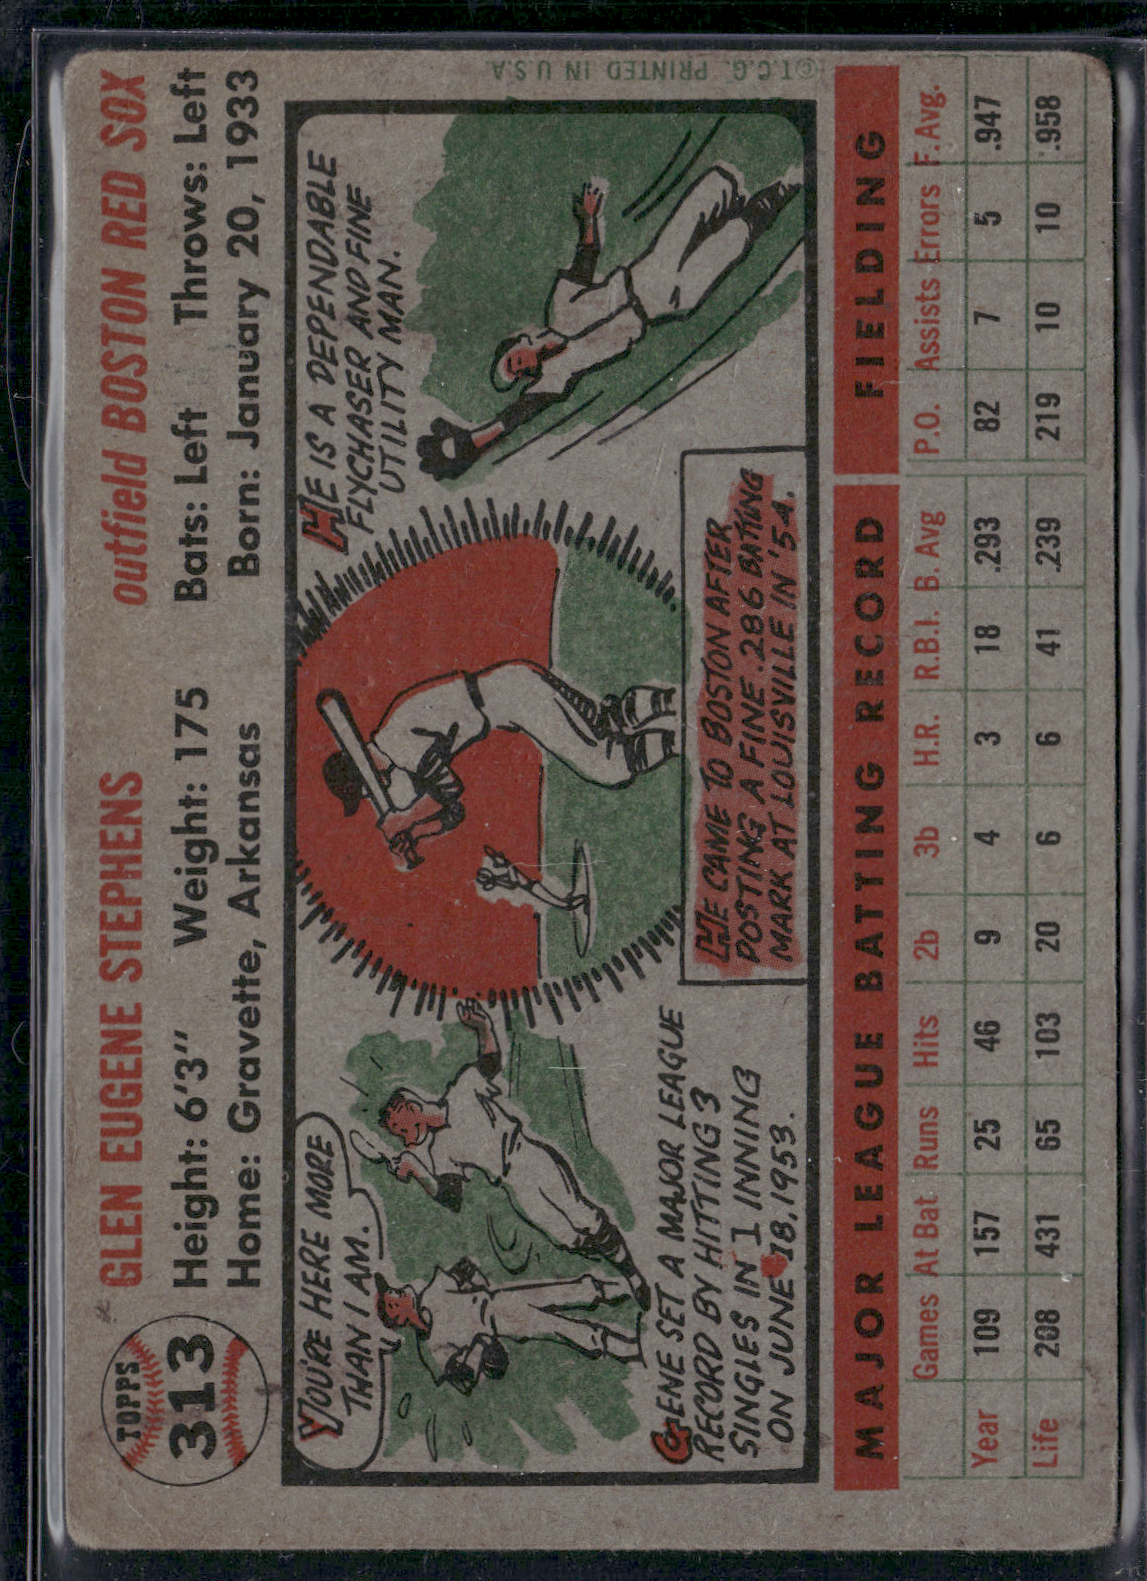 TOPPS
313
GLEN EUGENE STEPHENS outfield BOSTON RED SOX
Height: 6'3" Weight: 175 Bats: Left Throws: Left
Home: Gravette, Arkansas Born: January 20, 1933
YOU'RE HERE MORE
THAN I AM.
GENE SET A MAJOR LEAGUE
RECORD BY HITTING 3
SINGLES IN 1 INNING
ON JUNE 18, 1953.
HE CAME TO BOSTON AFTER
POSTING A FINE .286 BATTING
MARK AT LOUISVILLE IN '54.
HE IS A DEPENDABLE
FLYCHASER AND FINE
UTILITY MAN.
©T.C.G. PRINTED IN U.S.A.
MAJOR LEAGUE BATTING RECORD FIELDING
Games At Bat Runs Hits 2b 3b H.R. R.B.I. B. Avg P.O. Assists Errors F. Avg.
Year 109 157 25 46 9 4 3 18 .293 82 7 5 .947
Life 208 431 65 103 20 6 6 41 .239 219 10 10 .958